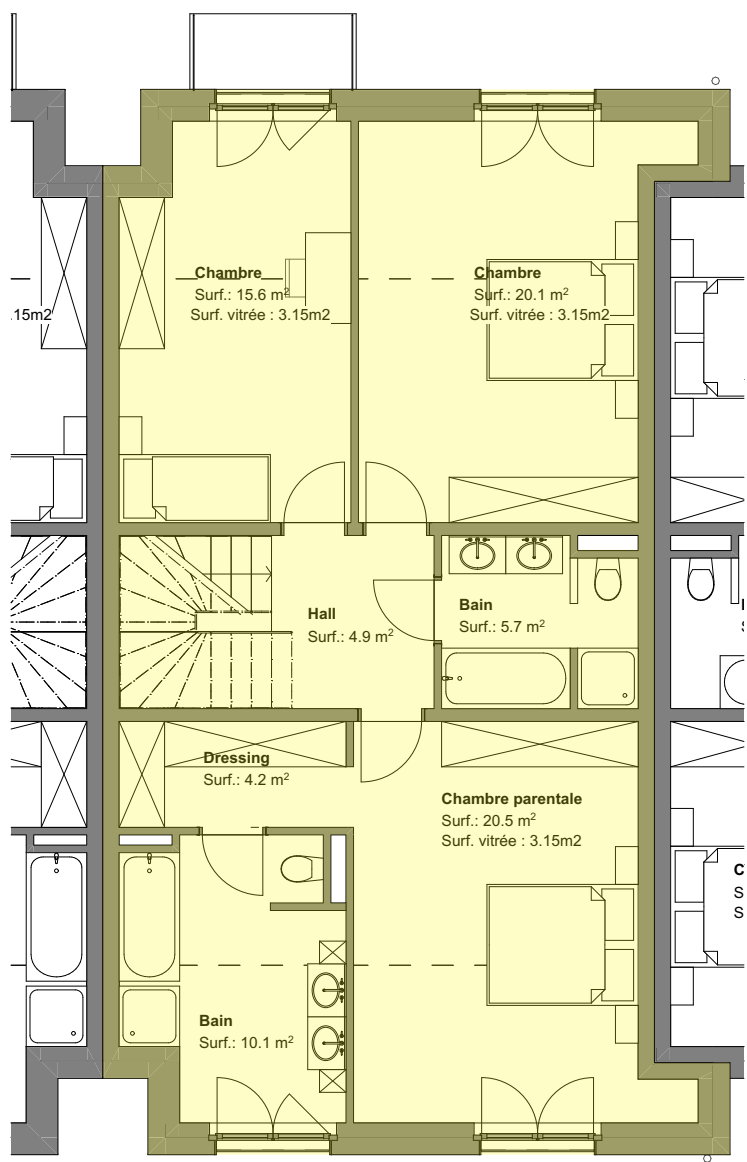 Chambre
Surf.: 15.6 m²
Surf. vitrée : 3.15m2
Chambre
Surf.: 20.1 m²
Surf. vitrée : 3.15m2
.15m2
Hall
Surf.: 4.9 m²
Bain
Surf.: 5.7 m²
Dressing
Surf.: 4.2 m²
Chambre parentale
Surf.: 20.5 m²
Surf. vitrée : 3.15m2
Bain
Surf.: 10.1 m²